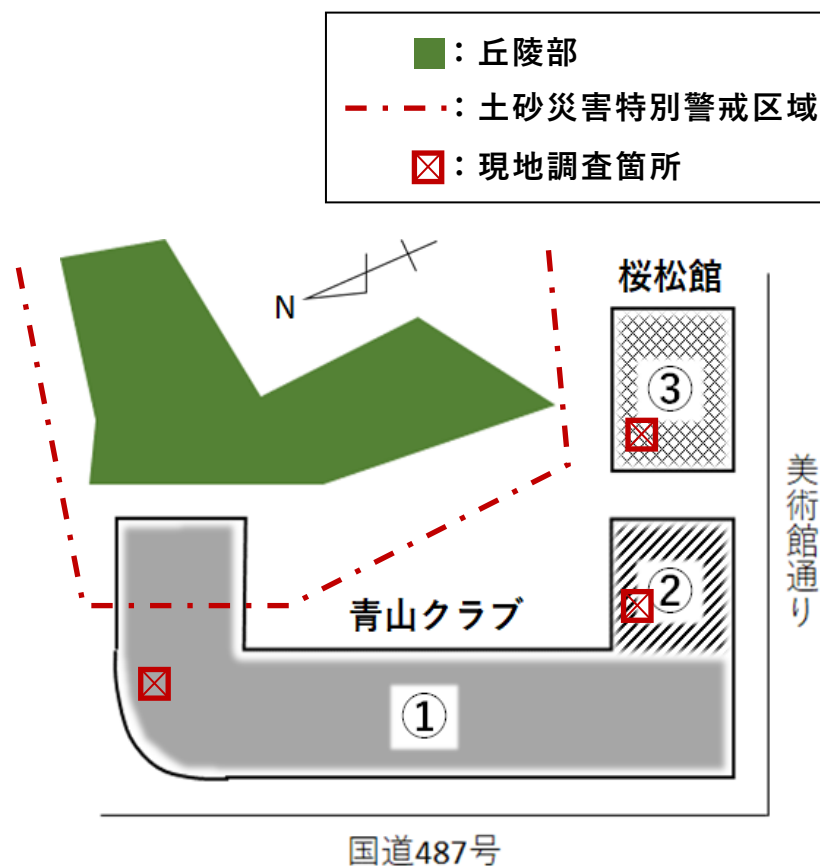 ：丘陵部
：土砂災害特別警戒区域
：現地調査箇所
N
桜松館
③
美術館通り
②
青山クラブ
①
国道487号